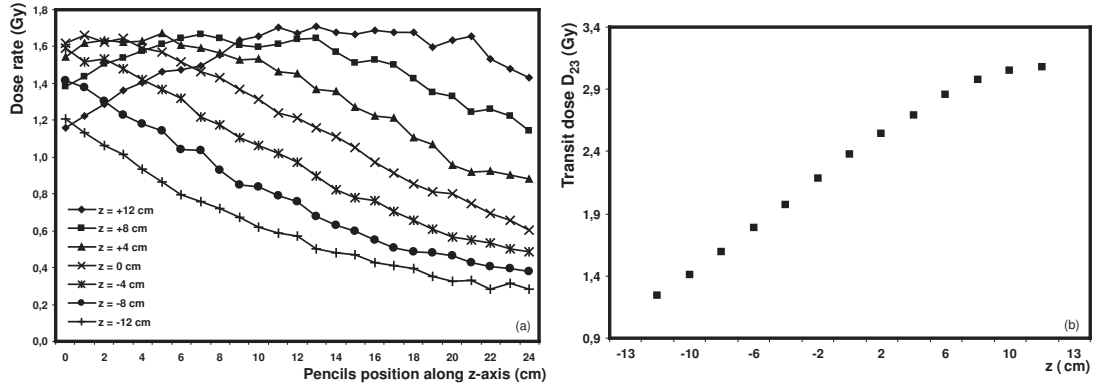 1,8
1,6
1,4
1,2
1,0
0,8
0,6
0,4
0,2
0,0
Dose rate (Gy)
z = +12 cm
z = +8 cm
z = +4 cm
z = 0 cm
z = -4 cm
z = -8 cm
z = -12 cm
(a)
0 2 4 6 8 10 12 14 16 18 20 22 24
Pencils position along z-axis (cm)
3,4
2,9
2,4
1,9
1,4
0,9
Transit dose D23 (Gy)
(b)
-13 -10 -6 -2 2 6 10 13
z (cm)